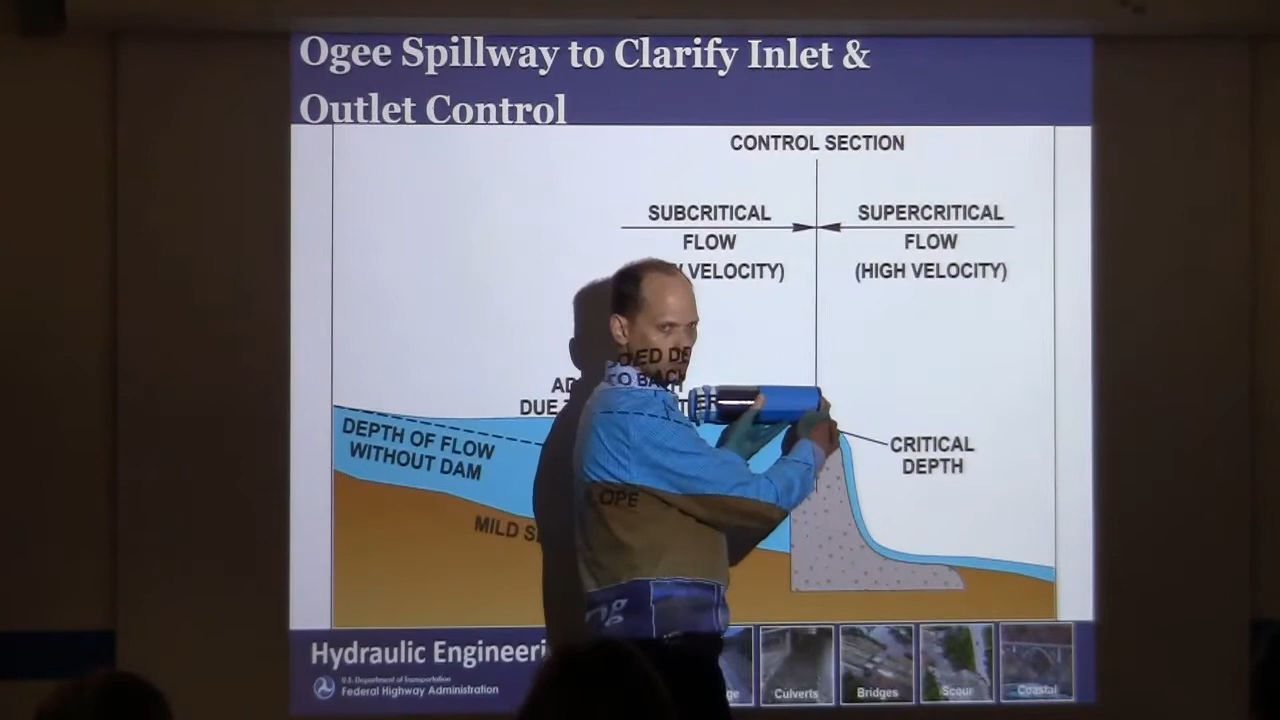 Ogee Spillway to Clarify Inlet &
Outlet Control
CONTROL SECTION
SUBCRITICAL
FLOW
VELOCITY)
SUPERCRITICAL
FLOW
(HIGH VELOCITY)
DUE
DEPTH OF FLOW
WITHOUT DAM
CRITICAL
DEPTH
MILD
Hydraulic
U.S. Department of Transportation
Federal Highway Administration
Culverts
Bridges
Scour
Coastal